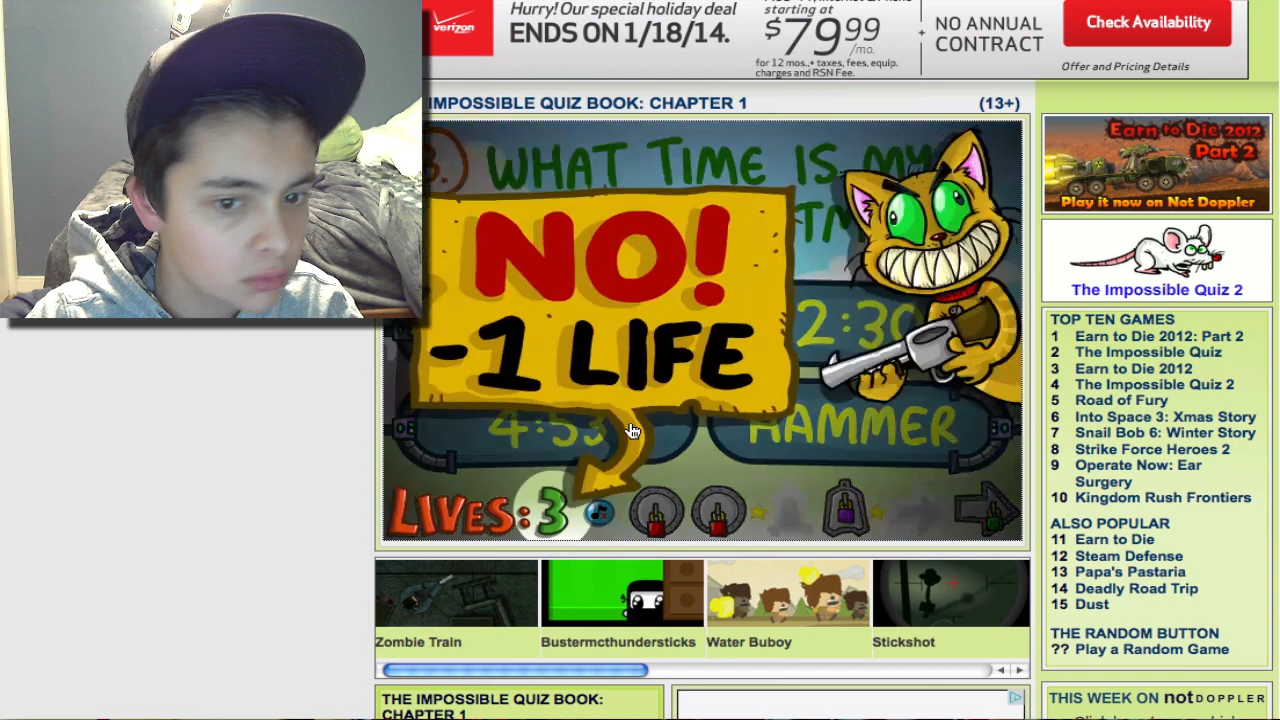 verizon
Hurry! Our special holiday deal
ENDS ON 1/18/14.
starting at
$79.99
/mo.
for 12 mos.+ taxes, fees, equip.
charges and RSN Fee.
+
NO ANNUAL
CONTRACT
Check Availability
Offer and Pricing Details
IMPOSSIBLE QUIZ BOOK: CHAPTER 1
(13+)
WHAT TIME IS MY
NO!
-1 LIFE
2:30
4:53
HAMMER
LIVES: 3
Earn to Die 2012
Part 2
Play it now on Not Doppler
The Impossible Quiz 2
TOP TEN GAMES
1 Earn to Die 2012: Part 2
2 The Impossible Quiz
3 Earn to Die 2012
4 The Impossible Quiz 2
5 Road of Fury
6 Into Space 3: Xmas Story
7 Snail Bob 6: Winter Story
8 Strike Force Heroes 2
9 Operate Now: Ear
Surgery
10 Kingdom Rush Frontiers
ALSO POPULAR
11 Earn to Die
12 Steam Defense
13 Papa's Pastaria
14 Deadly Road Trip
15 Dust
THE RANDOM BUTTON
?? Play a Random Game
THIS WEEK ON notDOPPLER
Zombie Train
Bustermcthundersticks
Water Buboy
Stickshot
THE IMPOSSIBLE QUIZ BOOK:
CHAPTER 1